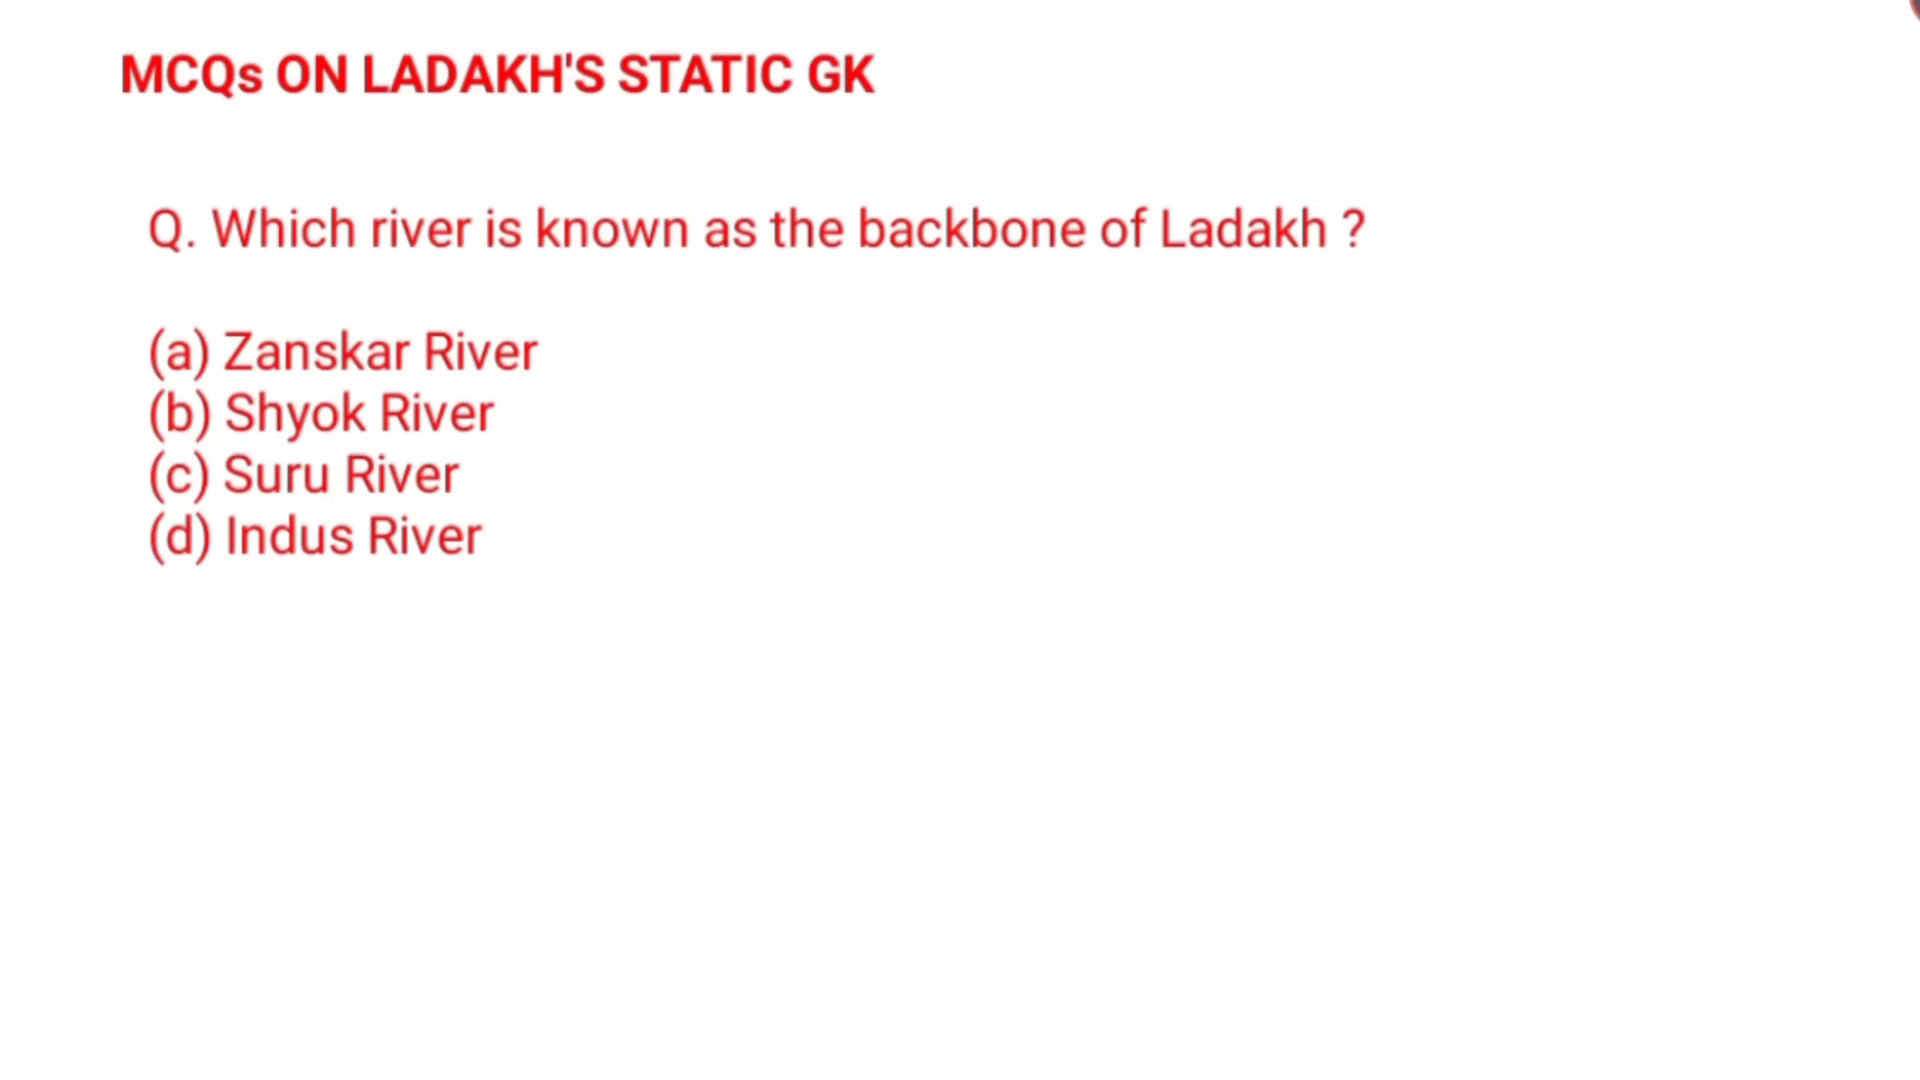 MCQs ON LADAKH'S STATIC GK
Q. Which river is known as the backbone of Ladakh ?
(a) Zanskar River
(b) Shyok River
(c) Suru River
(d) Indus River